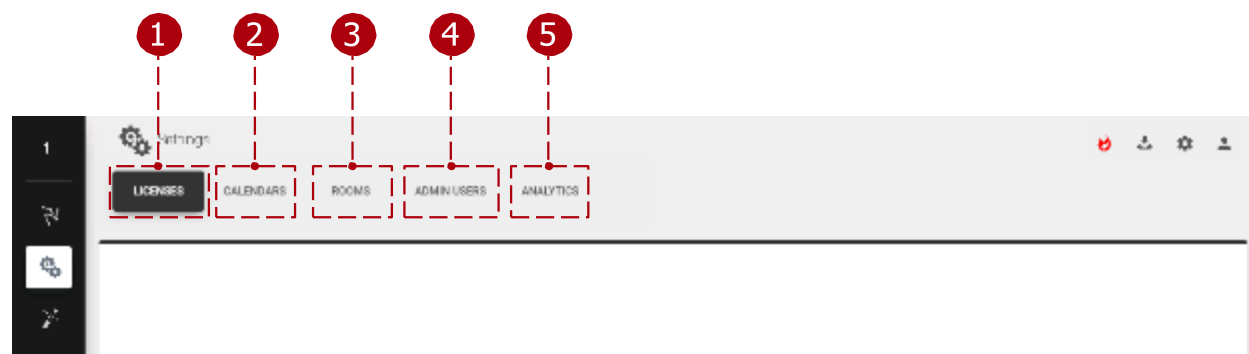 1 2 3 4 5
1
Settings
LICENSES CALENDARS ROOMS ADMIN USERS ANALYTICS